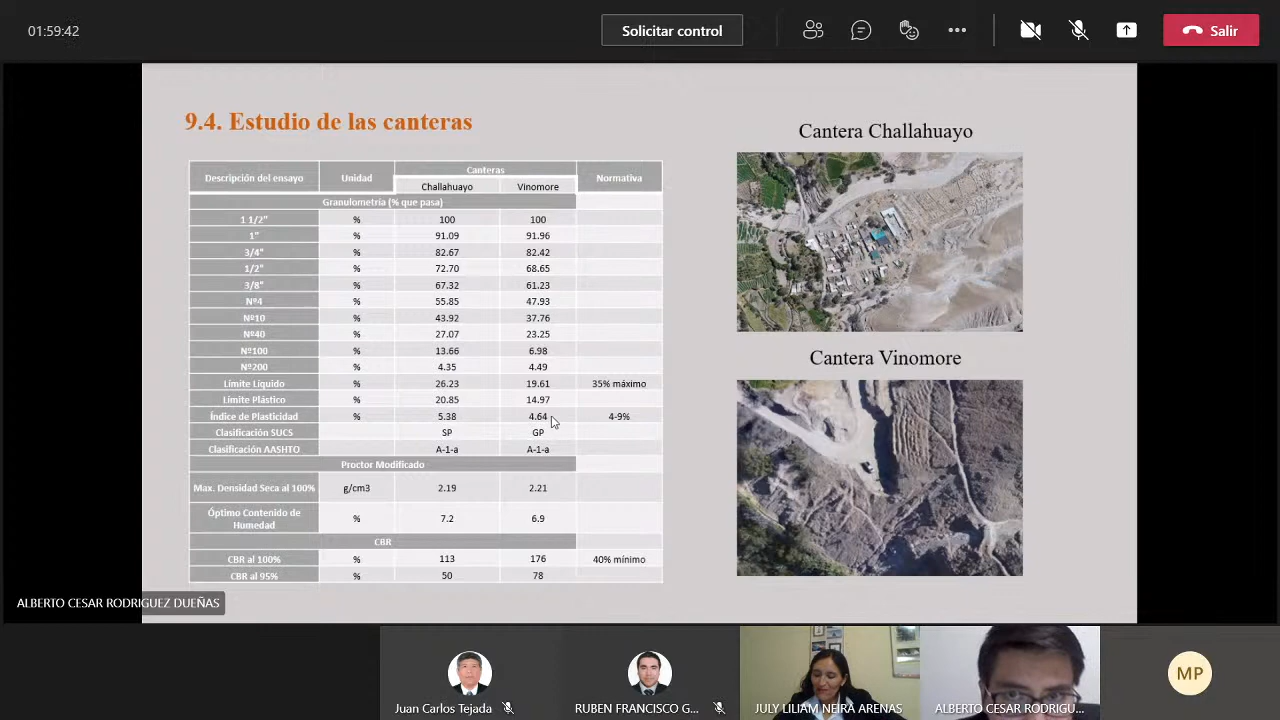 01:59:42
Solicitar control
Salir
9.4. Estudio de las canteras
Descripción del ensayo Unidad Canteras Normativa
Challahuayo Vinomore
Granulometría (% que pasa)
1 1/2" % 100 100
1" % 91.09 91.96
3/4" % 82.67 82.42
1/2" % 72.70 68.65
3/8" % 67.32 61.23
Nº4 % 55.85 47.93
Nº10 % 43.92 37.76
Nº40 % 27.07 23.25
Nº100 % 13.66 6.98
Nº200 % 4.35 4.49
Límite Líquido % 26.23 19.61 35% máximo
Límite Plástico % 20.85 14.97
Índice de Plasticidad % 5.38 4.64 4-9%
Clasificación SUCS SP GP
Clasificación AASHTO A-1-a A-1-a
Proctor Modificado
Max. Densidad Seca al 100% g/cm3 2.19 2.21
Óptimo Contenido de
Humedad % 7.2 6.9
CBR
CBR al 100% % 113 176 40% mínimo
CBR al 95% % 50 78
Cantera Challahuayo
Cantera Vinomore
ALBERTO CESAR RODRIGUEZ DUEÑAS
Juan Carlos Tejada
RUBEN FRANCISCO G...
JULY LILIAM NEIRA ARENAS
ALBERTO CESAR RODRIGU...
MP